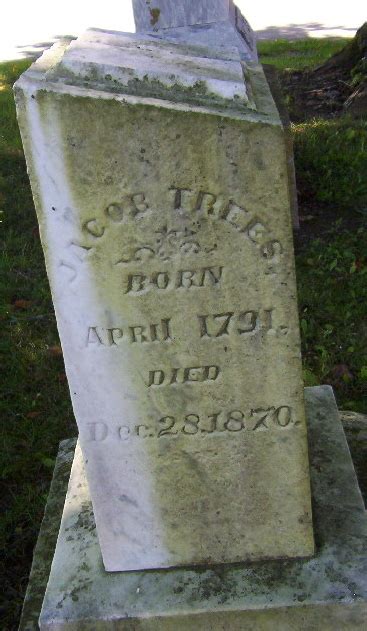 JACOB TREES,
BORN
APRIL 1791.
DIED
Dec. 28. 1870.